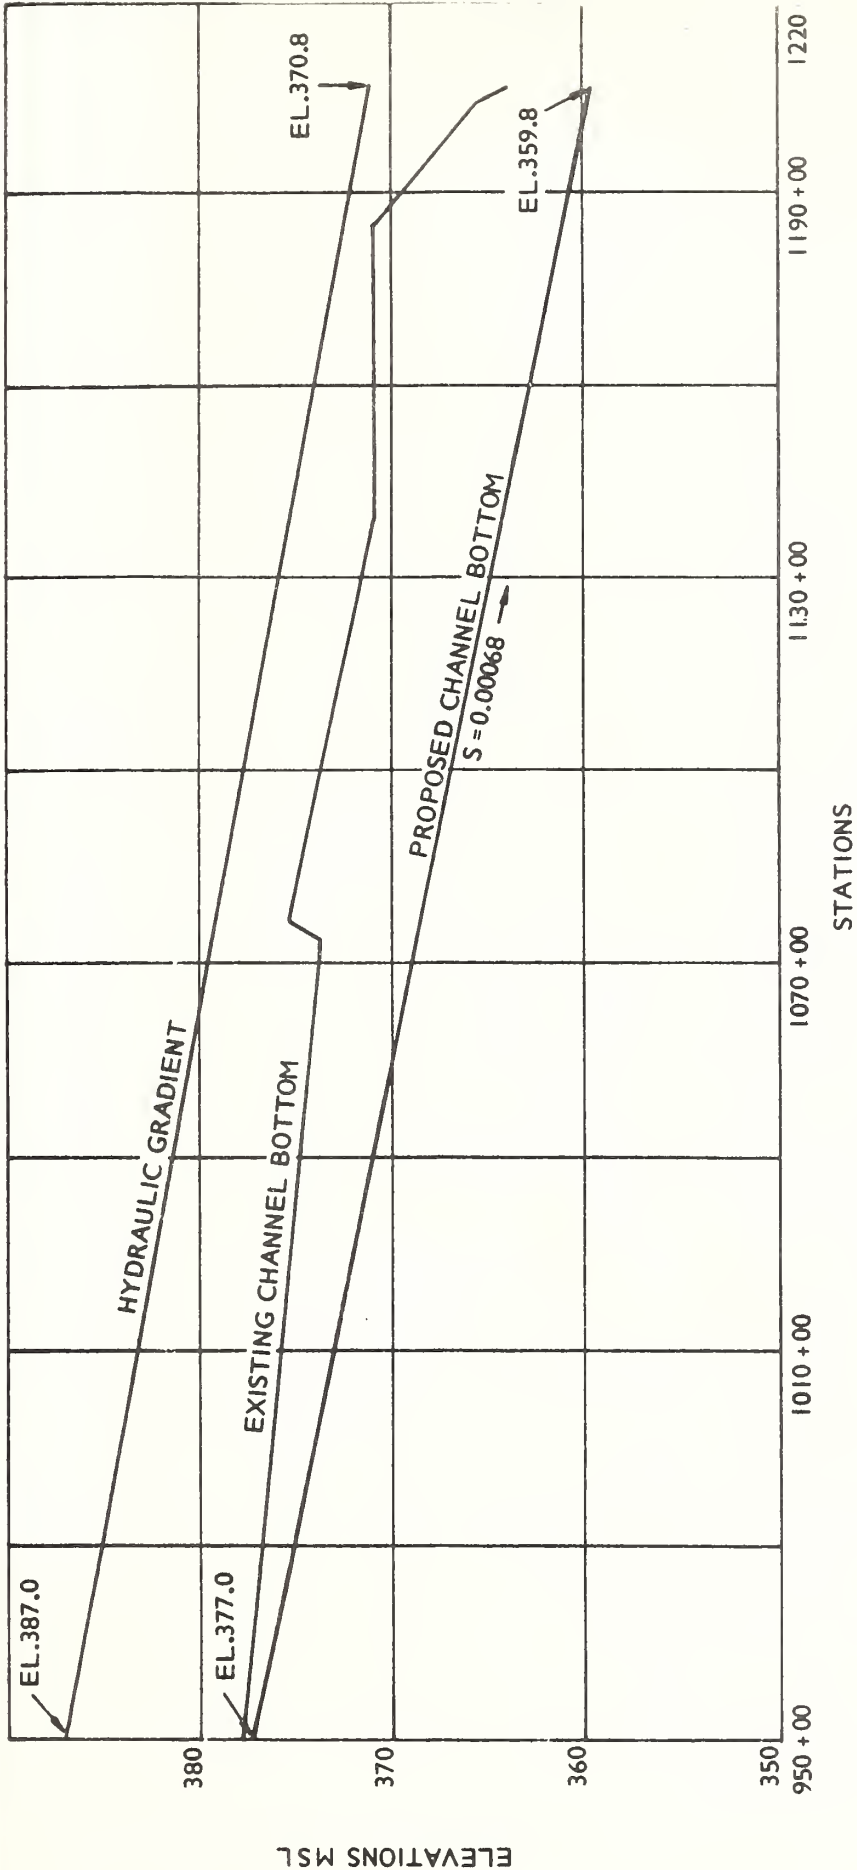 EL.387.0
HYDRAULIC GRADIENT
EL.370.8
EL.377.0
EXISTING CHANNEL BOTTOM
PROPOSED CHANNEL BOTTOM
S = 0.00068
EL.359.8
380
370
360
350
ELEVATIONS MSL
950 + 00
1010 + 00
1070 + 00
1130 + 00
1190 + 00
1220
STATIONS